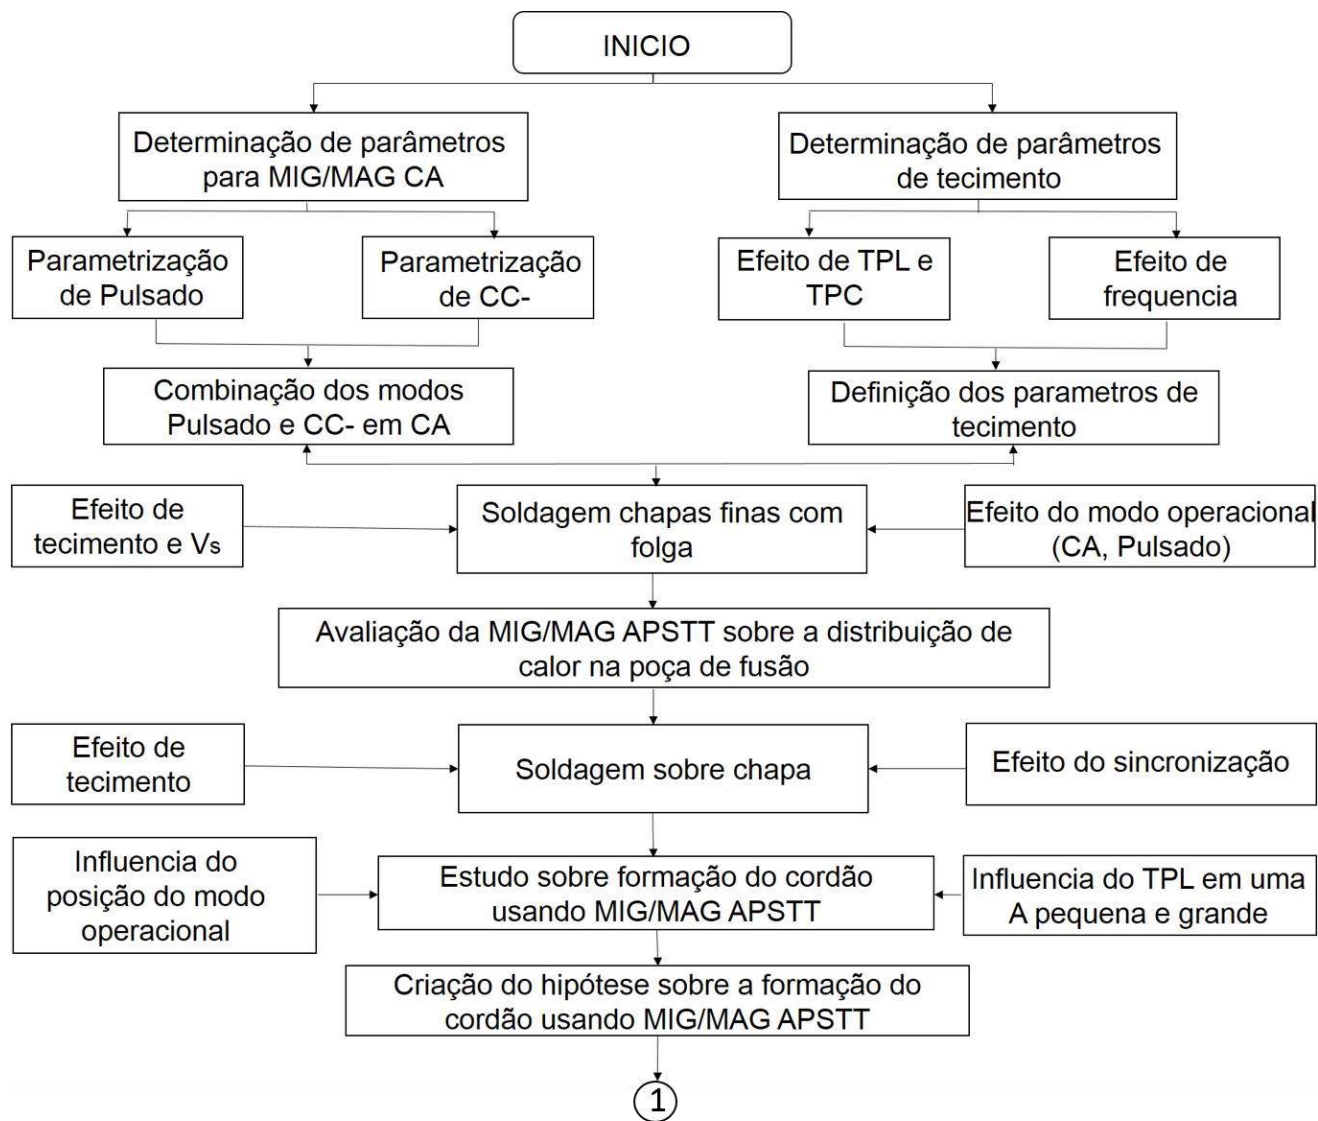 INICIO
Determinação de parâmetros
para MIG/MAG CA
Determinação de parâmetros
de tecimento
Parametrização
de Pulsado
Parametrização
de CC-
Efeito de TPL e
TPC
Efeito de
frequencia
Combinação dos modos
Pulsado e CC- em CA
Definição dos parametros de
tecimento
Efeito de
tecimento e Vs
Soldagem chapas finas com
folga
Efeito do modo operacional
(CA, Pulsado)
Avaliação da MIG/MAG APSTT sobre a distribuição de
calor na poça de fusão
Efeito de
tecimento
Soldagem sobre chapa
Efeito do sincronização
Influencia do
posição do modo
operacional
Estudo sobre formação do cordão
usando MIG/MAG APSTT
Influencia do TPL em uma
A pequena e grande
Criação do hipótese sobre a formação do
cordão usando MIG/MAG APSTT
1